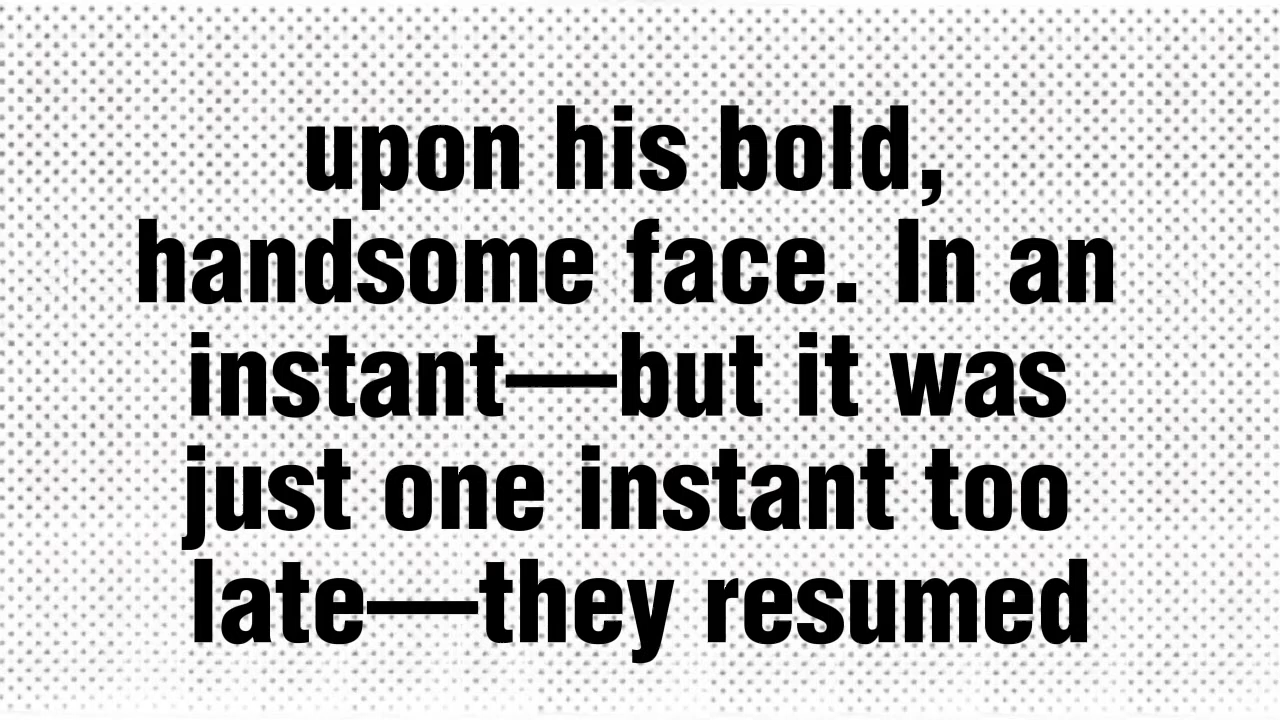 upon his bold,
handsome face. In an
instant—but it was
just one instant too
late—they resumed